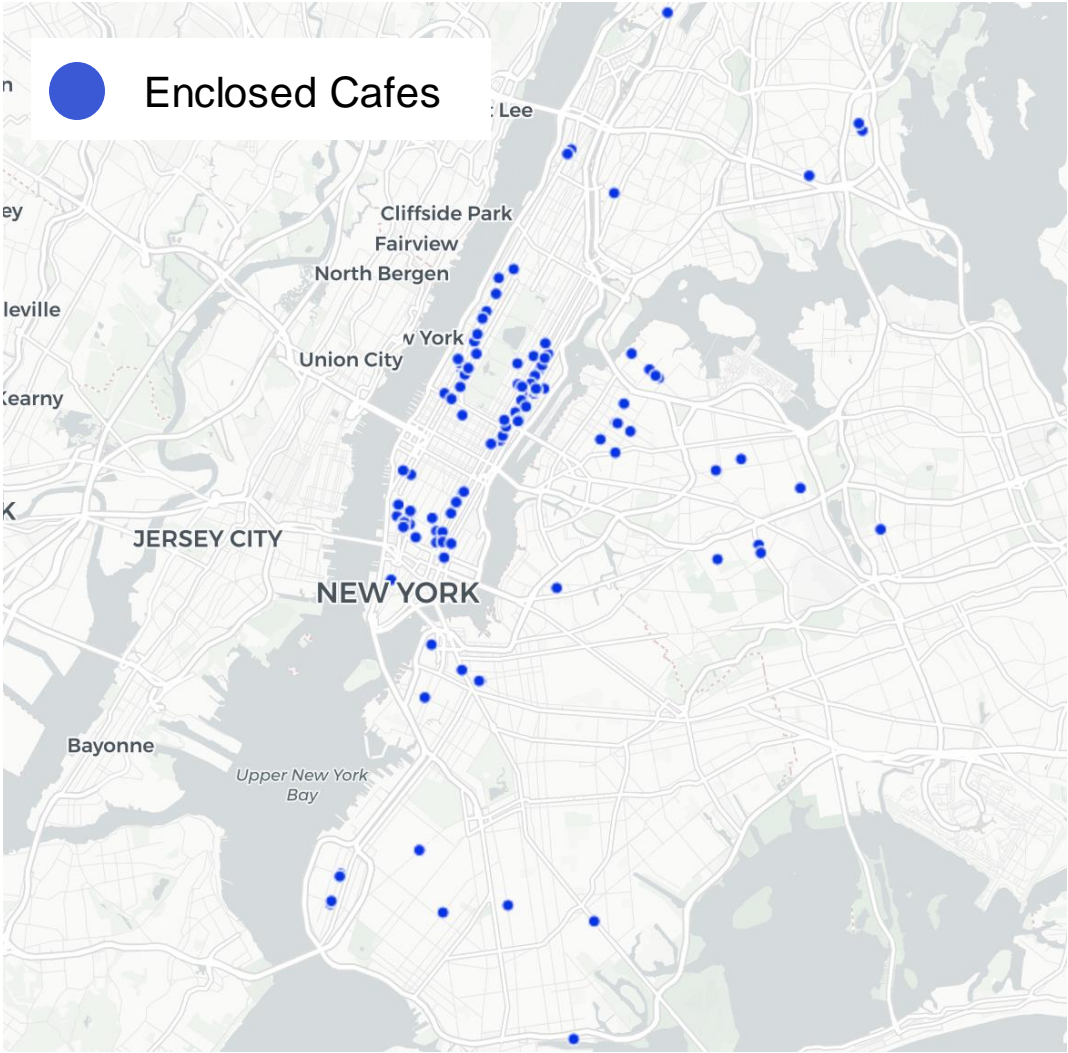 Enclosed Cafes
n
: Lee
ey
Cliffside Park
Fairview
North Bergen
leville
w York
Union City
Kearny
K
JERSEY CITY
NEW YORK
Bayonne
Upper New York
Bay